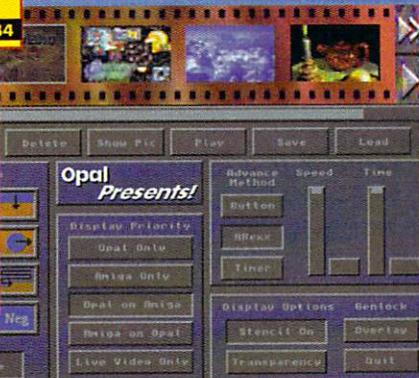 34
Delete Show Pic Play Save Load
Opal
Presents!
Advance
Method
Speed Time
Button
ARexx
Timer
Display Priority
Opal Only
Amiga Only
Opal on Amiga
Amiga on Opal
Live Video Only
Neg
Display Options Genlock
Stencil On Overlay
Transparency Quit